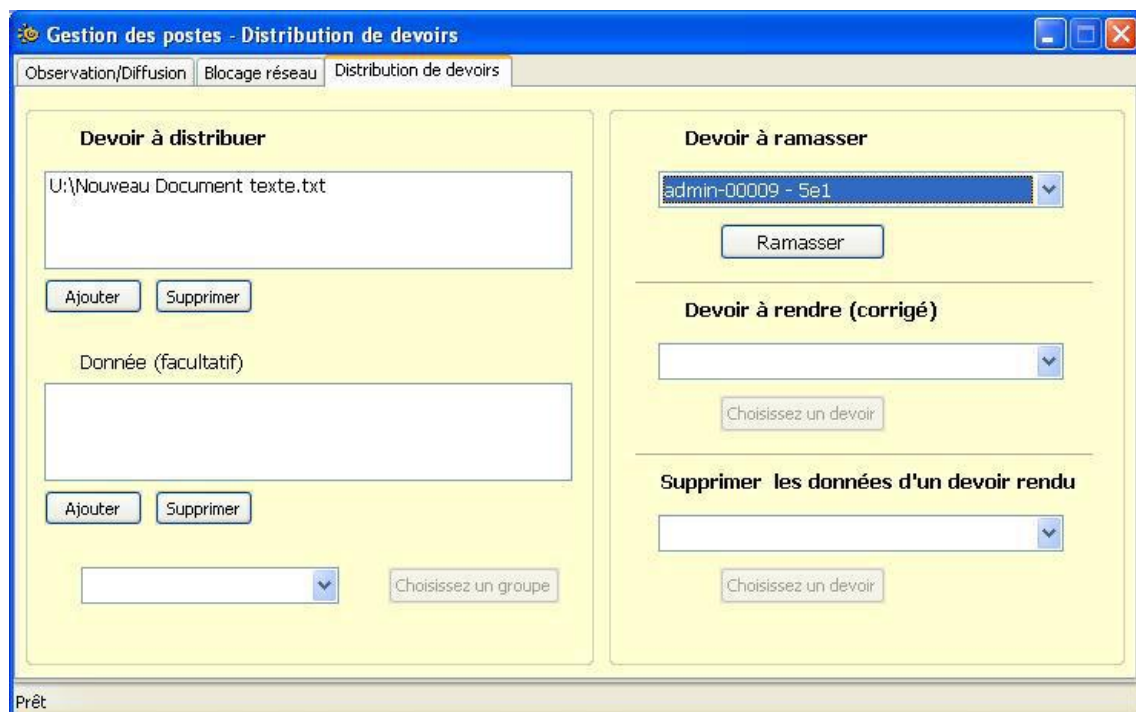 Gestion des postes - Distribution de devoirs
Observation/Diffusion Blocage réseau Distribution de devoirs
Devoir à distribuer
U:\Nouveau Document texte.txt
Ajouter Supprimer
Donnée (facultatif)
Ajouter Supprimer
Choisissez un groupe
Devoir à ramasser
admin-00009 - 5e1
Ramasser
Devoir à rendre (corrigé)
Choisissez un devoir
Supprimer les données d'un devoir rendu
Choisissez un devoir
Prêt